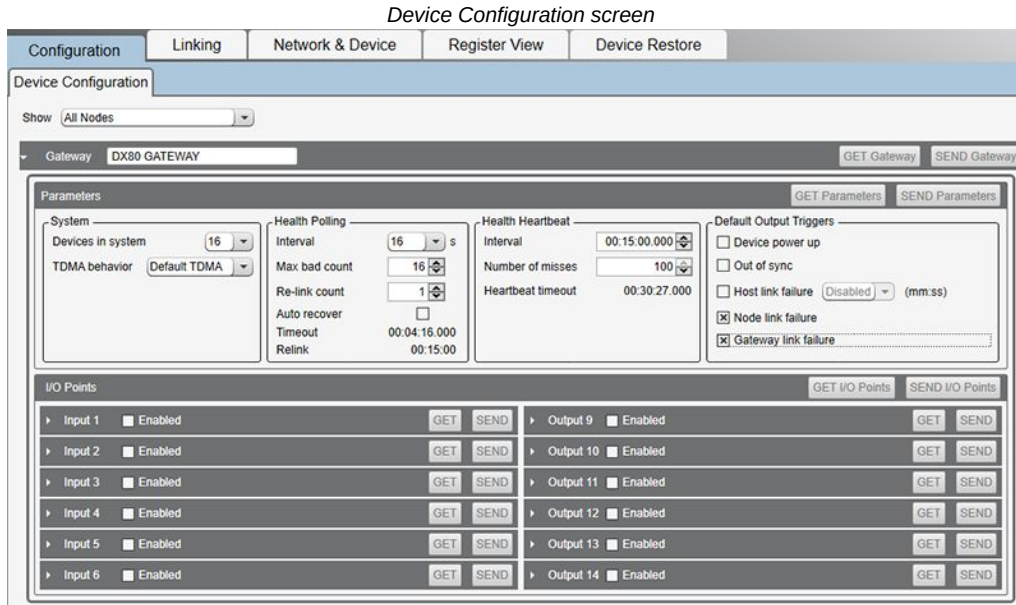 Device Configuration screen
Configuration Linking Network & Device Register View Device Restore
Device Configuration
Show All Nodes
Gateway DX80 GATEWAY GET Gateway SEND Gateway
Parameters GET Parameters SEND Parameters
System
Devices in system 16
TDMA behavior Default TDMA
Health Polling
Interval 16 s
Max bad count 16
Re-link count 1
Auto recover
Timeout 00:04:16.000
Relink 00:15:00
Health Heartbeat
Interval 00:15:00.000
Number of misses 100
Heartbeat timeout 00:30:27.000
Default Output Triggers
Device power up
Out of sync
Host link failure Disabled (mm:ss)
Node link failure
Gateway link failure
I/O Points GET I/O Points SEND I/O Points
Input 1 Enabled GET SEND Output 9 Enabled GET SEND
Input 2 Enabled GET SEND Output 10 Enabled GET SEND
Input 3 Enabled GET SEND Output 11 Enabled GET SEND
Input 4 Enabled GET SEND Output 12 Enabled GET SEND
Input 5 Enabled GET SEND Output 13 Enabled GET SEND
Input 6 Enabled GET SEND Output 14 Enabled GET SEND